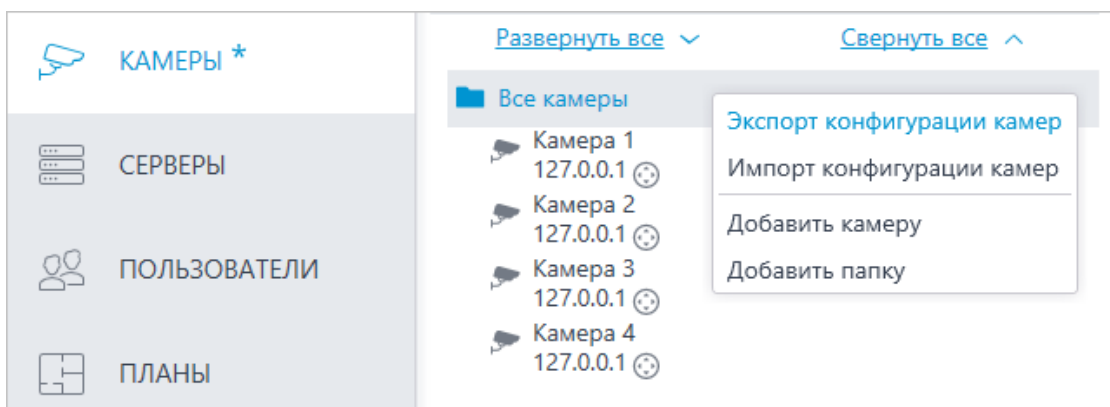 КАМЕРЫ *
СЕРВЕРЫ
ПОЛЬЗОВАТЕЛИ
ПЛАНЫ
Развернуть все
Свернуть все
Все камеры
Камера 1
127.0.0.1
Камера 2
127.0.0.1
Камера 3
127.0.0.1
Камера 4
127.0.0.1
Экспорт конфигурации камер
Импорт конфигурации камер
Добавить камеру
Добавить папку